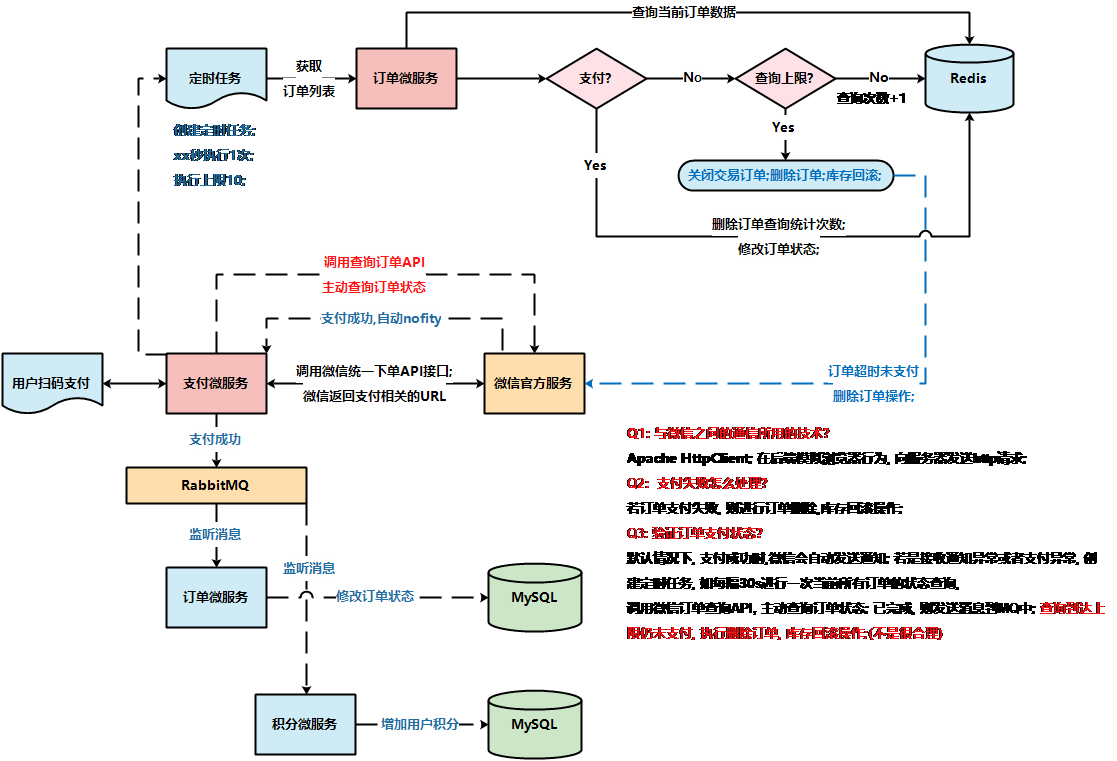 查询当前订单数据
定时任务
获取
订单列表
订单微服务
支付?
No
查询上限?
No
查询次数+1
Redis
创建定时任务;
xx秒执行1次;
执行上限10;
Yes
Yes
关闭交易订单;删除订单;库存回滚;
删除订单查询统计次数;
修改订单状态;
调用查询订单API
主动查询订单状态
支付成功,自动nofity
用户扫码支付
支付微服务
调用微信统一下单API接口;
微信返回支付相关的URL
微信官方服务
订单超时未支付
删除订单操作;
支付成功
RabbitMQ
监听消息
监听消息
订单微服务
修改订单状态
MySQL
积分微服务
增加用户积分
MySQL
Q1: 与微信之间的通信所用的技术?
Apache HttpClient; 在后端模拟浏览器行为, 向服务器发送http请求;
Q2: 支付失败怎么处理?
若订单支付失败, 则进行订单删除,库存回滚操作;
Q3: 验证订单支付状态?
默认情况下, 支付成功时,微信会自动发送通知; 若是接收通知异常或者支付异常, 创
建定时任务, 如每隔30s进行一次当前所有订单的状态查询,
调用微信订单查询API, 主动查询订单状态; 已完成, 则发送消息到MQ中; 查询到达上
限仍未支付, 执行删除订单, 库存回滚操作;(不是很合理)